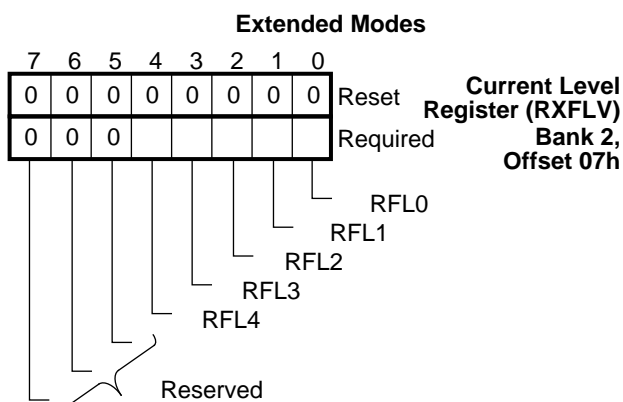 Extended Modes
7 6 5 4 3 2 1 0
0 0 0 0 0 0 0 0 Reset
0 0 0 Required
Current Level
Register (RXFLV)
Bank 2,
Offset 07h
RFL0
RFL1
RFL2
RFL3
RFL4
Reserved